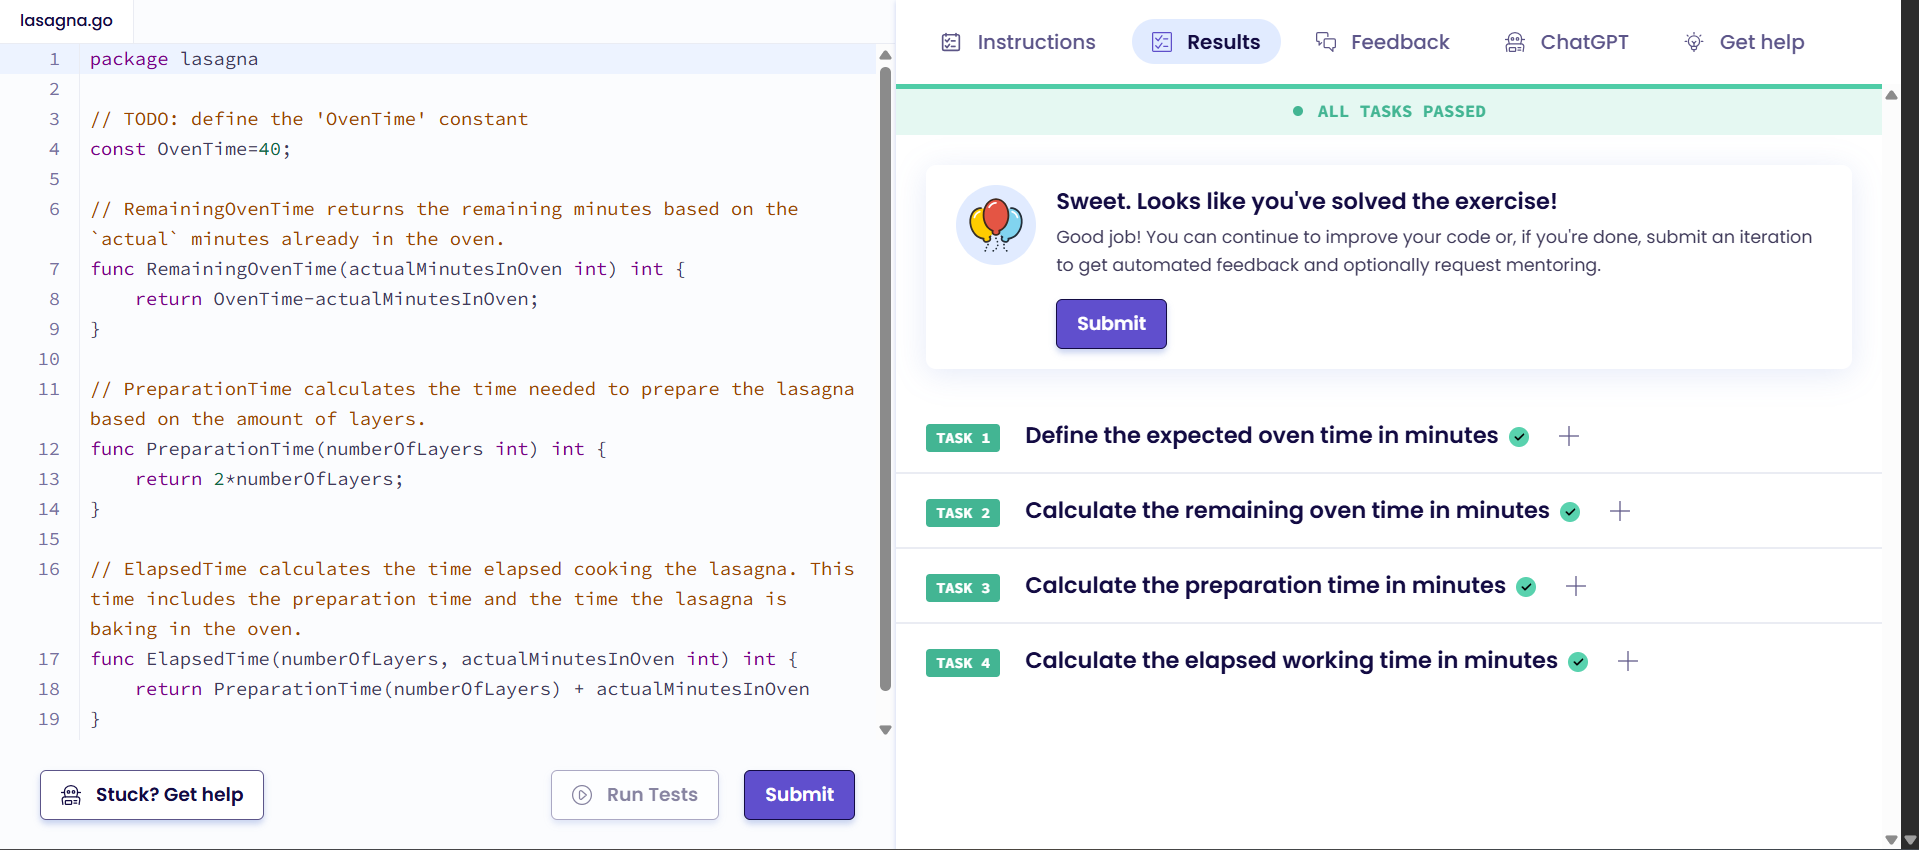 lasagna.go
1 package lasagna
2
3 // TODO: define the 'OvenTime' constant
4 const OvenTime=40;
5
6 // RemainingOvenTime returns the remaining minutes based on the
`actual` minutes already in the oven.
7 func RemainingOvenTime(actualMinutesInOven int) int {
8 return OvenTime-actualMinutesInOven;
9 }
10
11 // PreparationTime calculates the time needed to prepare the lasagna
based on the amount of layers.
12 func PreparationTime(numberOfLayers int) int {
13 return 2*numberOfLayers;
14 }
15
16 // ElapsedTime calculates the time elapsed cooking the lasagna. This
time includes the preparation time and the time the lasagna is
baking in the oven.
17 func ElapsedTime(numberOfLayers, actualMinutesInOven int) int {
18 return PreparationTime(numberOfLayers) + actualMinutesInOven
19 }
Stuck? Get help
Run Tests
Submit
Instructions
Results
Feedback
ChatGPT
Get help
ALL TASKS PASSED
Sweet. Looks like you've solved the exercise!
Good job! You can continue to improve your code or, if you're done, submit an iteration
to get automated feedback and optionally request mentoring.
Submit
TASK 1 Define the expected oven time in minutes
TASK 2 Calculate the remaining oven time in minutes
TASK 3 Calculate the preparation time in minutes
TASK 4 Calculate the elapsed working time in minutes